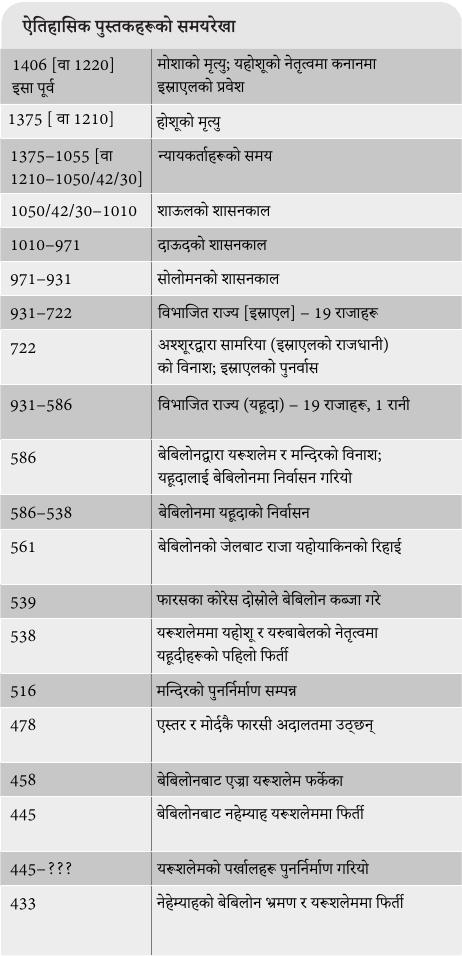 ऐतिहासिक पुस्तकहरूको समयरेखा
1406 [वा 1220]
इसा पूर्व
मोशाको मृत्यु; यहोशूको नेतृत्वमा कनानमा
इस्राएलको प्रवेश
1375 [ वा 1210]
होशूको मृत्यु
1375–1055 [वा
1210–1050/42/30]
न्यायकर्ताहरूको समय
1050/42/30–1010
शाऊलको शासनकाल
1010–971
दाऊदको शासनकाल
971–931
सोलोमनको शासनकाल
931–722
विभाजित राज्य [इस्राएल] – 19 राजाहरू
722
अश्शूरद्वारा सामरिया (इस्राएलको राजधानी)
को विनाश; इस्राएलको पुनर्वास
931–586
विभाजित राज्य (यहूदा) – 19 राजाहरू, 1 रानी
586
बेबिलोनद्वारा यरूशलेम र मन्दिरको विनाश;
यहूदालाई बेबिलोनमा निर्वासन गरियो
586–538
बेबिलोनमा यहूदाको निर्वासन
561
बेबिलोनको जेलबाट राजा यहोयाकिनको रिहाई
539
फारसका कोरेस दोस्रोले बेबिलोन कब्जा गरे
538
यरूशलेममा यहोशू र यरुबाबेलको नेतृत्वमा
यहूदीहरूको पहिलो फिर्ती
516
मन्दिरको पुनर्निर्माण सम्पन्न
478
एस्तर र मोर्दकै फारसी अदालतमा उठ्छन्
458
बेबिलोनबाट एज्रा यरूशलेम फर्केका
445
बेबिलोनबाट नहेम्याह यरूशलेममा फिर्ती
445–???
यरूशलेमको पर्खालहरू पुनर्निर्माण गरियो
433
नेहेम्याहको बेबिलोन भ्रमण र यरूशलेममा फिर्ती